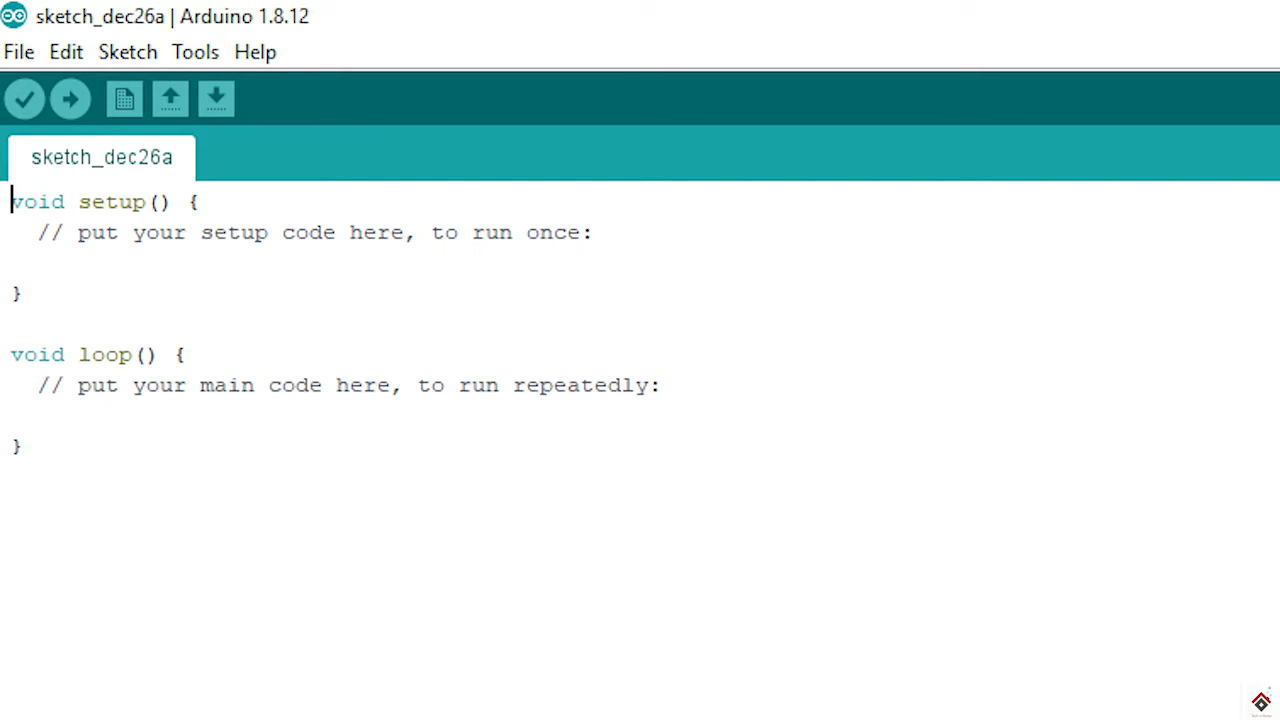 sketch_dec26a | Arduino 1.8.12
File Edit Sketch Tools Help
sketch_dec26a
void setup() {
  // put your setup code here, to run once:
}
void loop() {
  // put your main code here, to run repeatedly:
}